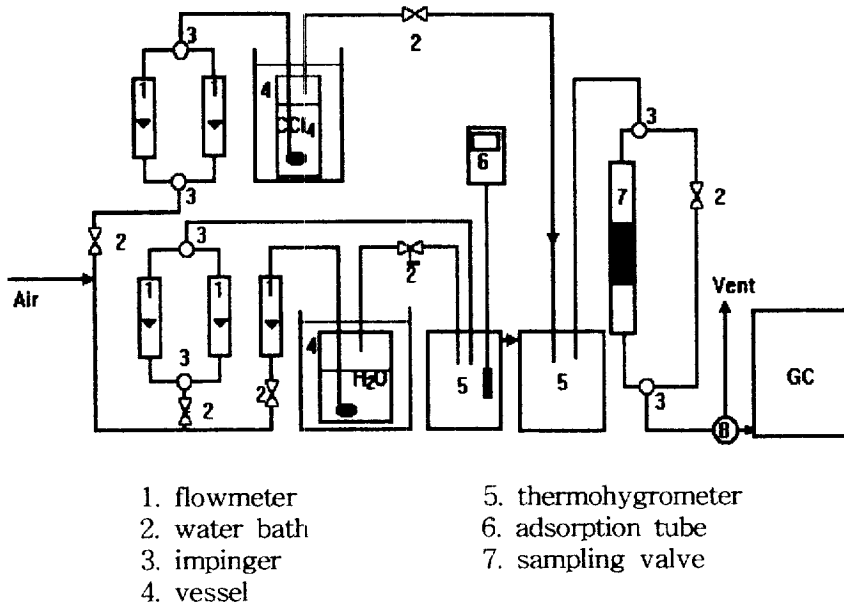 3
2
1
1
4
CCl4
3
6
3
7
2
2
3
Air
1
1
1
2
4
H2O
5
5
Vent
3
2
2
3
8
GC
1. flowmeter
2. water bath
3. impinger
4. vessel
5. thermohygrometer
6. adsorption tube
7. sampling valve